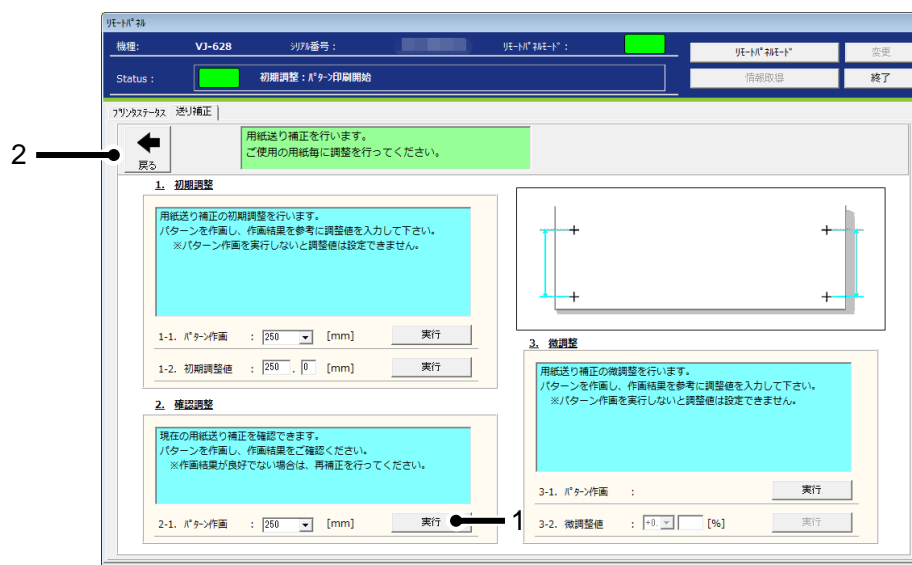 ﾘﾓｰﾄﾊﾟﾈﾙ
機種: VJ-628 ｼﾘｱﾙ番号： ﾘﾓｰﾄﾊﾟﾈﾙﾓｰﾄﾞ： ﾘﾓｰﾄﾊﾟﾈﾙﾓｰﾄﾞ 変更
Status： 初期調整：ﾊﾟﾀｰﾝ印刷開始 情報取得 終了
ﾌﾟﾘﾝﾀｽﾃｰﾀｽ 送り補正
2
戻る
用紙送り補正を行います。
ご使用の用紙毎に調整を行ってください。
1. 初期調整
用紙送り補正の初期調整を行います。
パターンを作画し、作画結果を参考に調整値を入力して下さい。
※パターン作画を実行しないと調整値は設定できません。
1-1. ﾊﾟﾀｰﾝ作画 : 250 [mm] 実行
1-2. 初期調整値 : 250 . 0 [mm] 実行
2. 確認調整
現在の用紙送り補正を確認できます。
パターンを作画し、作画結果をご確認ください。
※作画結果が良好でない場合は、再補正を行ってください。
2-1. ﾊﾟﾀｰﾝ作画 : 250 [mm] 実行
1
3. 微調整
用紙送り補正の微調整を行います。
パターンを作画し、作画結果を参考に調整値を入力して下さい。
※パターン作画を実行しないと調整値は設定できません。
3-1. ﾊﾟﾀｰﾝ作画 : 実行
3-2. 微調整値 : +0. [%] 実行